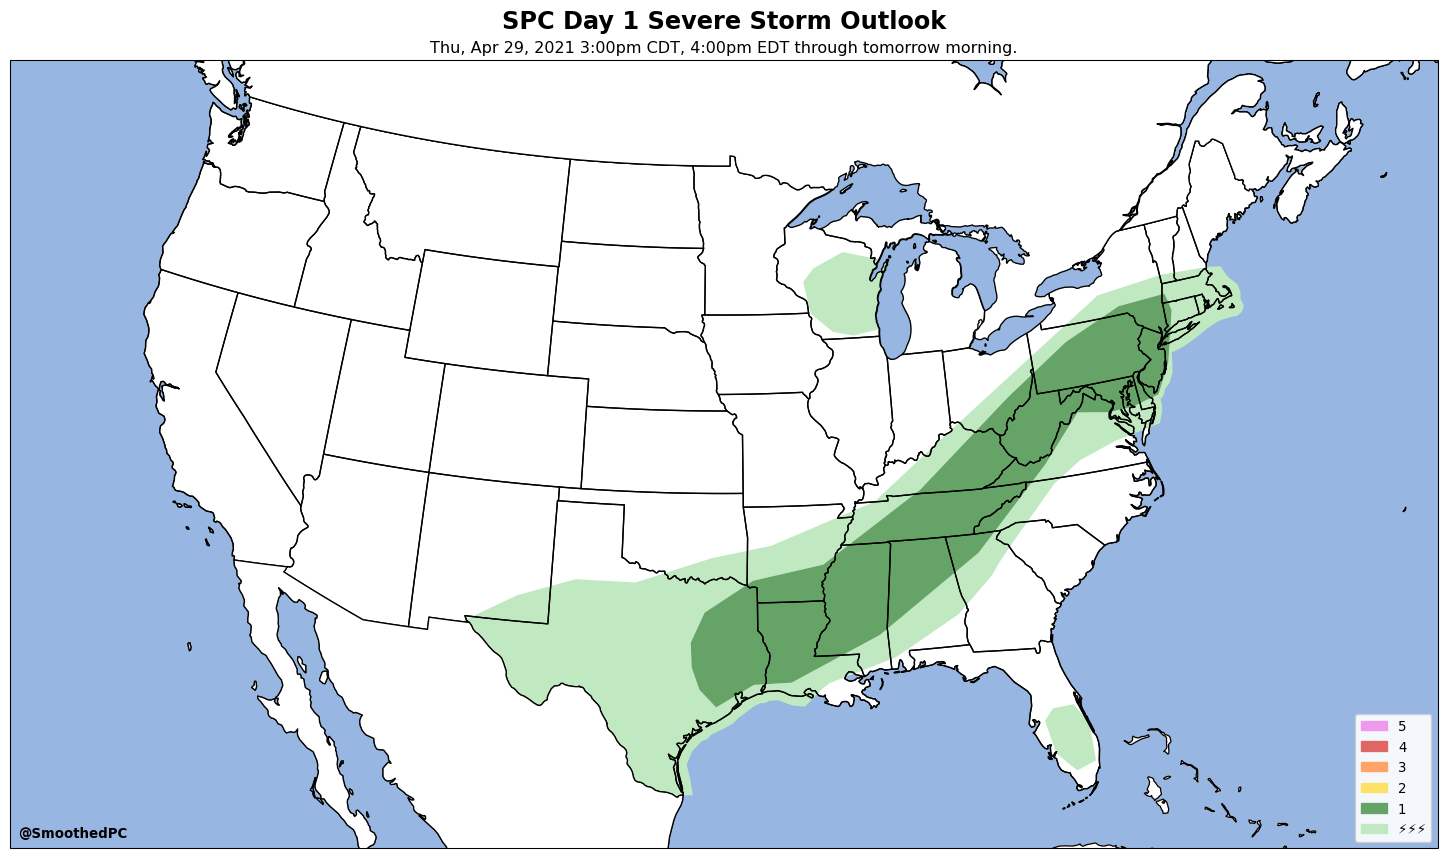 SPC Day 1 Severe Storm Outlook
Thu, Apr 29, 2021 3:00pm CDT, 4:00pm EDT through tomorrow morning.
5
4
3
2
1
⚡⚡⚡
@SmoothedPC